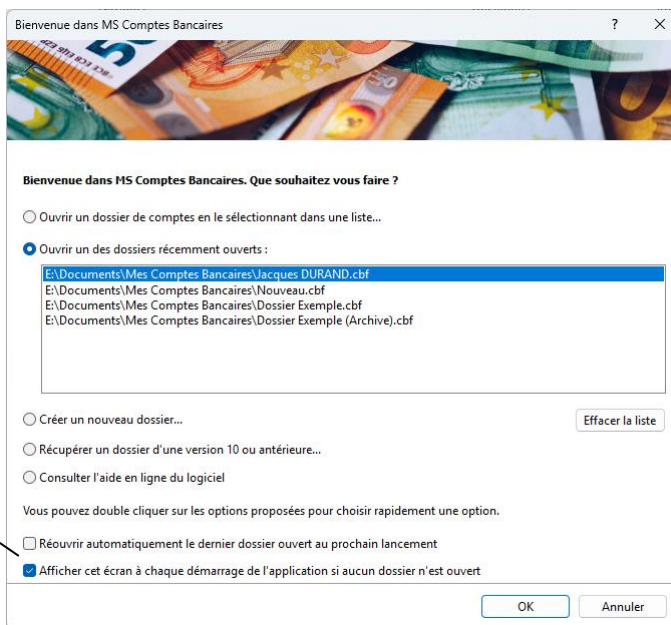 Bienvenue dans MS Comptes Bancaires
?
Bienvenue dans MS Comptes Bancaires. Que souhaitez vous faire ?
Ouvrir un dossier de comptes en le sélectionnant dans une liste...
Ouvrir un des dossiers récemment ouverts :
E:\Documents\Mes Comptes Bancaires\Jacques DURAND.cbf
E:\Documents\Mes Comptes Bancaires\Nouveau.cbf
E:\Documents\Mes Comptes Bancaires\Dossier Exemple.cbf
E:\Documents\Mes Comptes Bancaires\Dossier Exemple (Archive).cbf
Créer un nouveau dossier...
Effacer la liste
Récupérer un dossier d'une version 10 ou antérieure...
Consulter l'aide en ligne du logiciel
Vous pouvez double cliquer sur les options proposées pour choisir rapidement une option.
Réouvrir automatiquement le dernier dossier ouvert au prochain lancement
Afficher cet écran à chaque démarrage de l'application si aucun dossier n'est ouvert
OK Annuler